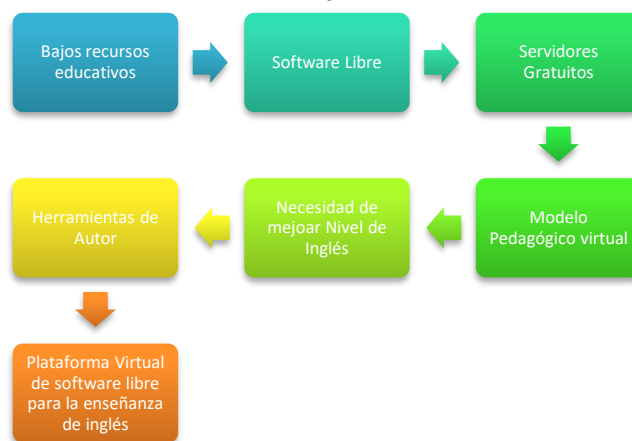 Bajos recursos
educativos
Software Libre
Servidores
Gratuitos
Modelo
Pedagógico virtual
Necesidad de
mejoar Nivel de
Inglés
Herramientas de
Autor
Plataforma Virtual
de software libre
para la enseñanza
de inglés